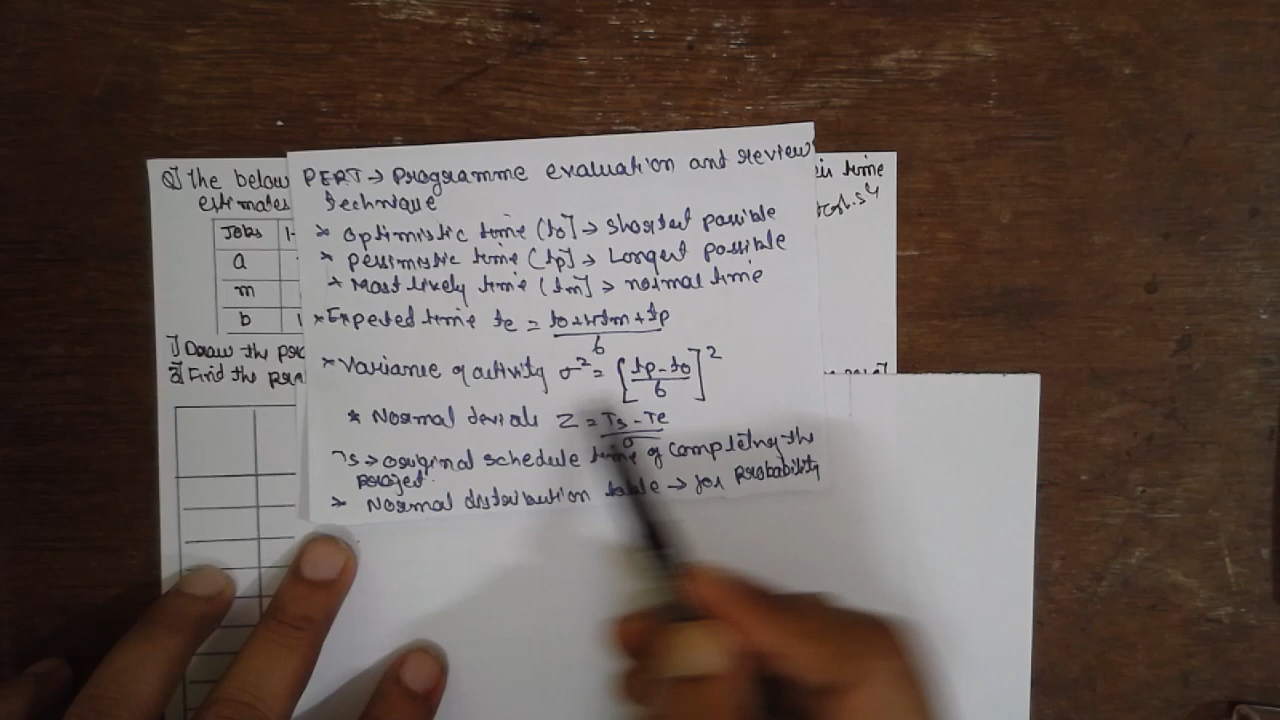 Q] The below
estimates
Jobs 1-
a
m
b
1] Draw the
2] Find the
PERT → Programme evaluation and review
technique
* optimistic time (to] → shortest possible
* pessimistic time (tp] → Longest possible
* Most likely time (tm] → normal time
* Expected time te = to+4tm+tp
6
* Variance of activity σ² = [tp-to
6]²
* Normal deviate Z = Ts - Te
σ
Ts → original schedule time of completing the
project.
* Normal distribution table → for probability
time